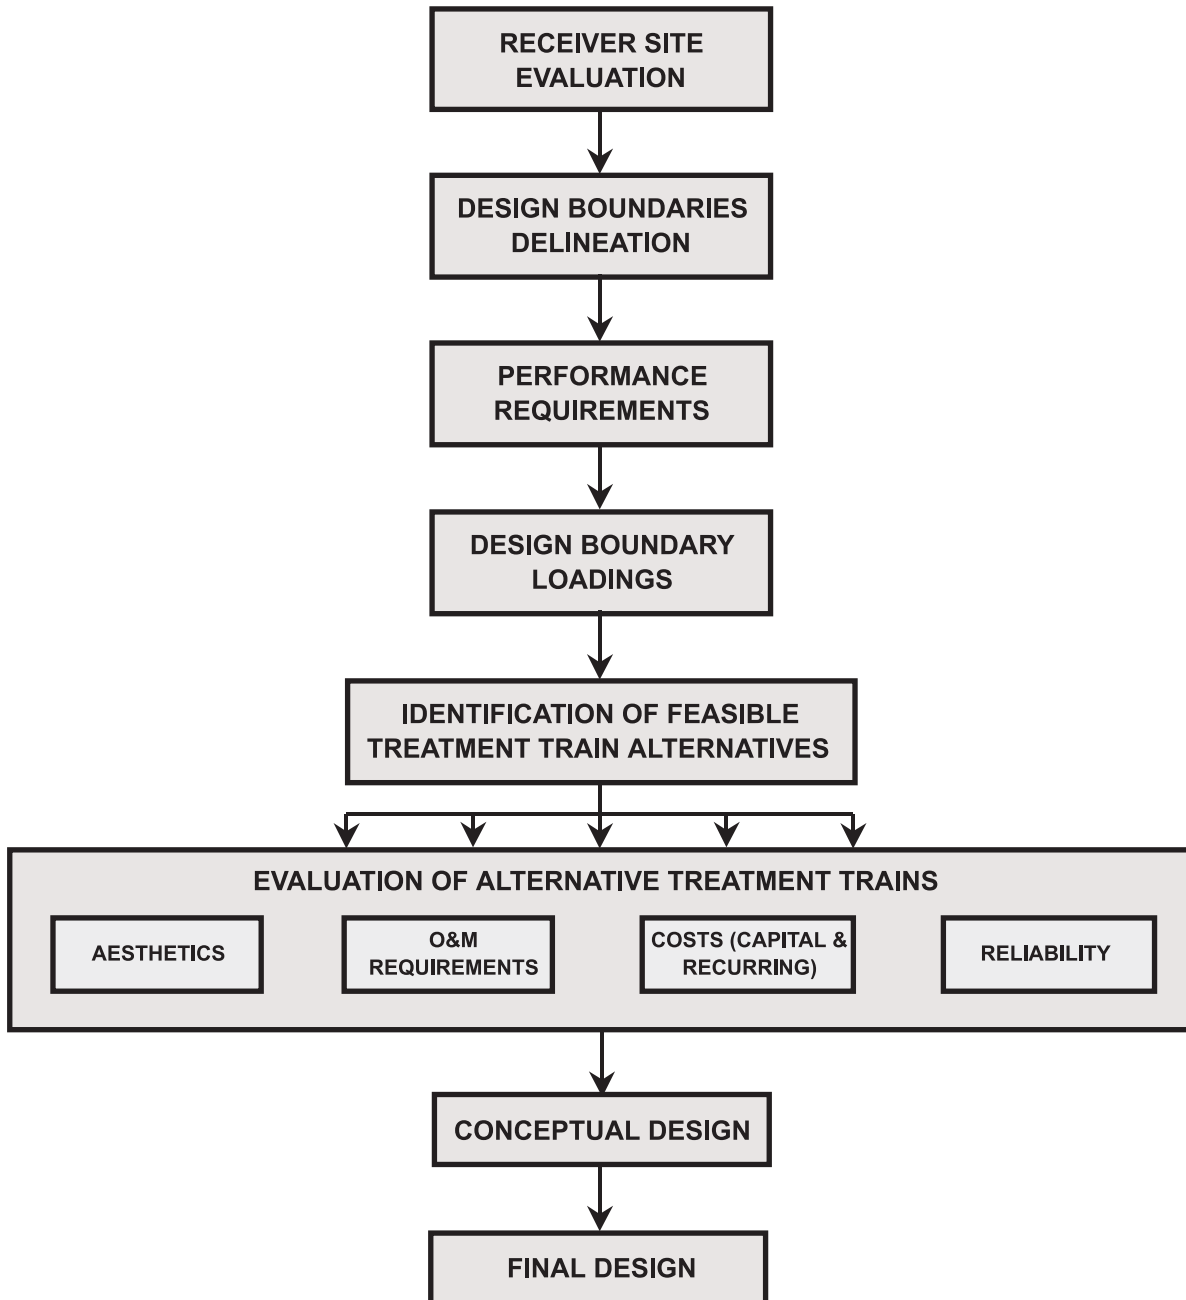 RECEIVER SITE
EVALUATION
DESIGN BOUNDARIES
DELINEATION
PERFORMANCE
REQUIREMENTS
DESIGN BOUNDARY
LOADINGS
IDENTIFICATION OF FEASIBLE
TREATMENT TRAIN ALTERNATIVES
EVALUATION OF ALTERNATIVE TREATMENT TRAINS
AESTHETICS
O&M
REQUIREMENTS
COSTS (CAPITAL &
RECURRING)
RELIABILITY
CONCEPTUAL DESIGN
FINAL DESIGN